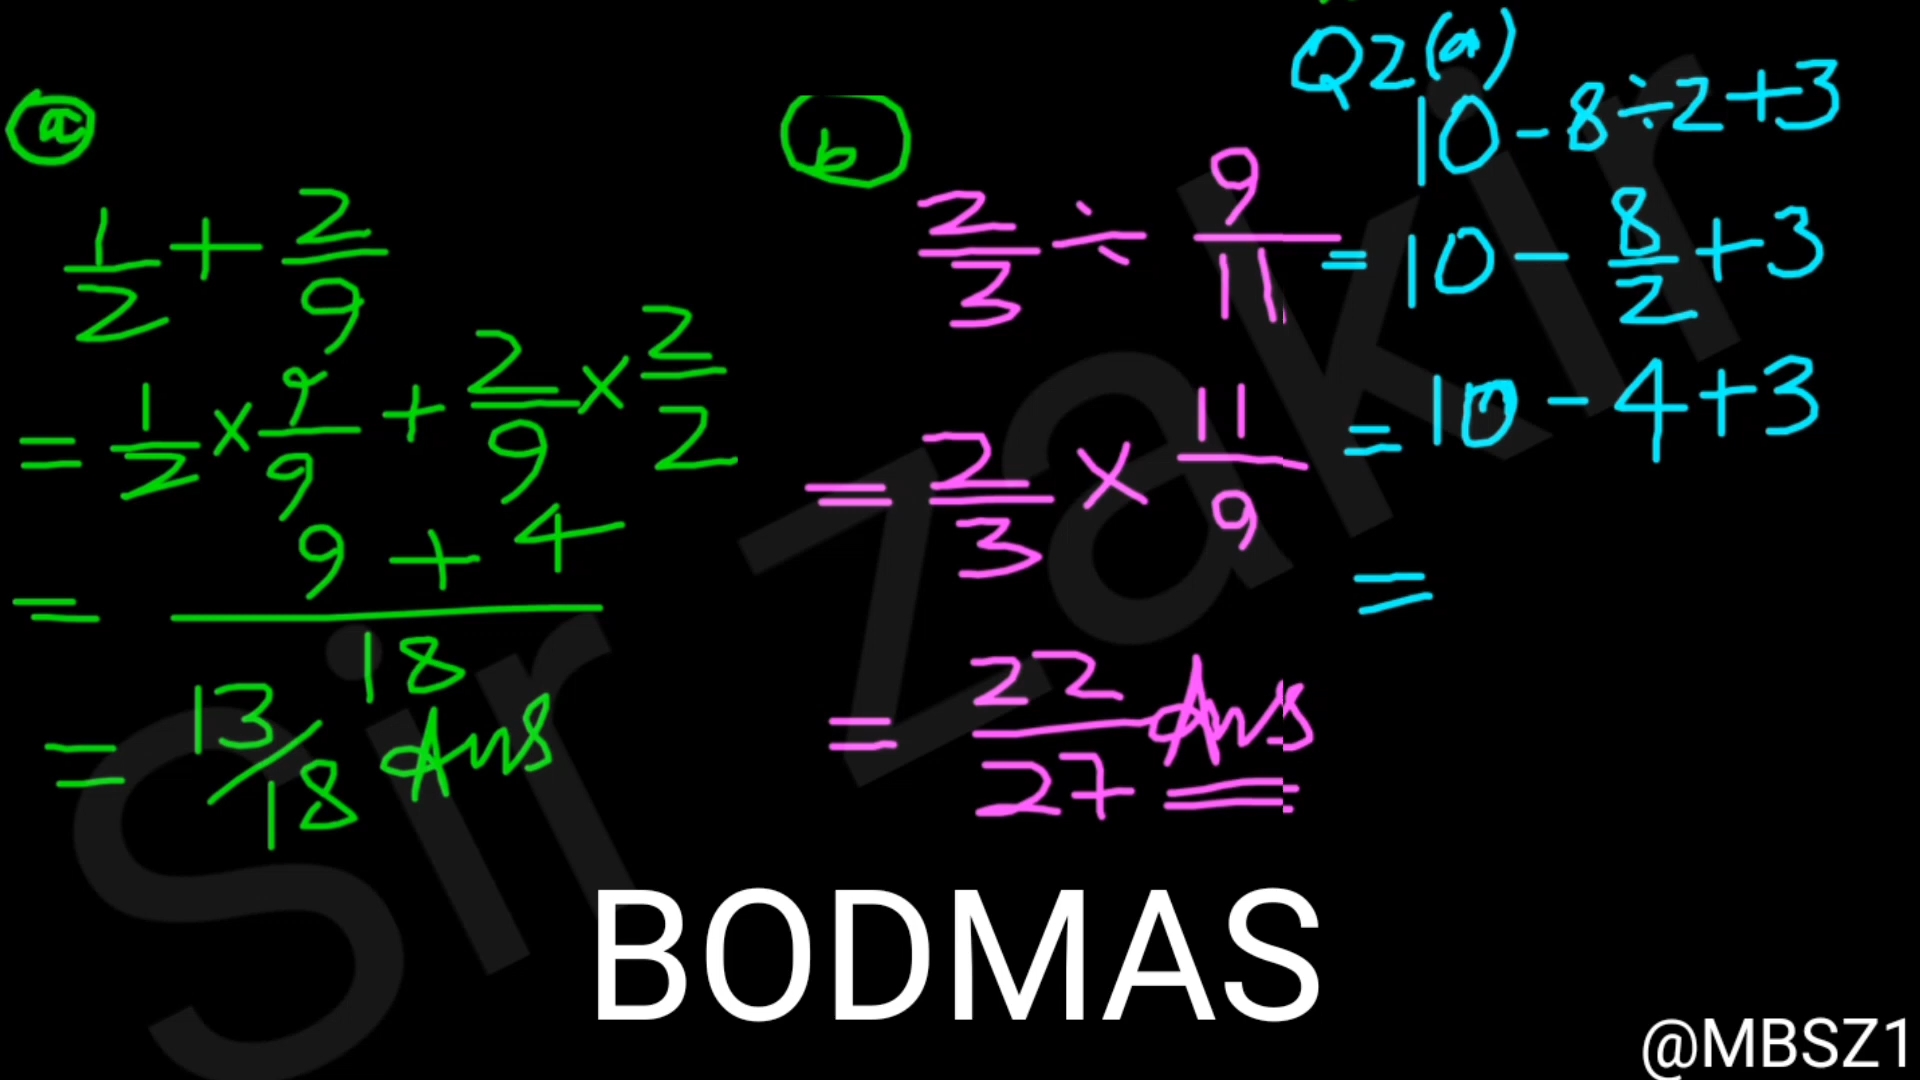 a
1/2 + 2/9
= 1/2 × 9/9 + 2/9 × 2/2
= 9 + 4 / 18
= 13/18 Ans
b
2/3 ÷ 9/11
= 2/3 × 11/9
= 22/27 Ans
Q2(a)
10 - 8 ÷ 2 + 3
= 10 - 8/2 + 3
= 10 - 4 + 3
=
Sir zakir
BODMAS
@MBSZ1